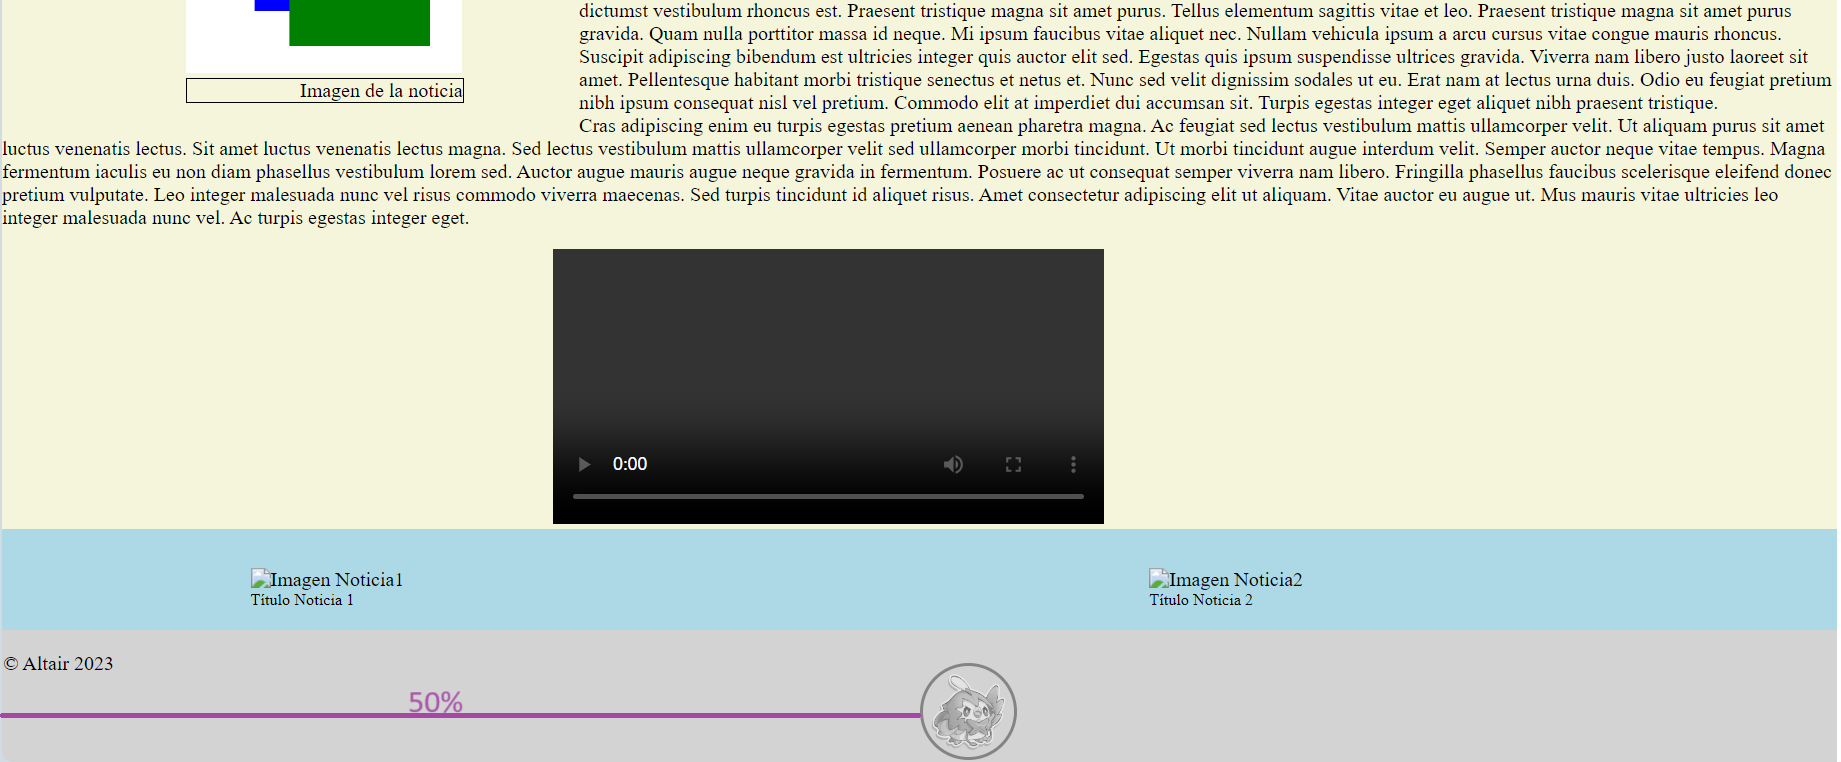 dictumst vestibulum rhoncus est. Praesent tristique magna sit amet purus. Tellus elementum sagittis vitae et leo. Praesent tristique magna sit amet purus
gravida. Quam nulla porttitor massa id neque. Mi ipsum faucibus vitae aliquet nec. Nullam vehicula ipsum a arcu cursus vitae congue mauris rhoncus.
Suscipit adipiscing bibendum est ultricies integer quis auctor elit sed. Egestas quis ipsum suspendisse ultrices gravida. Viverra nam libero justo laoreet sit
amet. Pellentesque habitant morbi tristique senectus et netus et. Nunc sed velit dignissim sodales ut eu. Erat nam at lectus urna duis. Odio eu feugiat pretium
nibh ipsum consequat nisl vel pretium. Commodo elit at imperdiet dui accumsan sit. Turpis egestas integer eget aliquet nibh praesent tristique.
Imagen de la noticia
Cras adipiscing enim eu turpis egestas pretium aenean pharetra magna. Ac feugiat sed lectus vestibulum mattis ullamcorper velit. Ut aliquam purus sit amet
luctus venenatis lectus. Sit amet luctus venenatis lectus magna. Sed lectus vestibulum mattis ullamcorper velit sed ullamcorper morbi tincidunt. Ut morbi tincidunt augue interdum velit. Semper auctor neque vitae tempus. Magna
fermentum iaculis eu non diam phasellus vestibulum lorem sed. Auctor augue mauris augue neque gravida in fermentum. Posuere ac ut consequat semper viverra nam libero. Fringilla phasellus faucibus scelerisque eleifend donec
pretium vulputate. Leo integer malesuada nunc vel risus commodo viverra maecenas. Sed turpis tincidunt id aliquet risus. Amet consectetur adipiscing elit ut aliquam. Vitae auctor eu augue ut. Mus mauris vitae ultricies leo
integer malesuada nunc vel. Ac turpis egestas integer eget.
0:00
Imagen Noticia1
Título Noticia 1
Imagen Noticia2
Título Noticia 2
© Altair 2023
50%